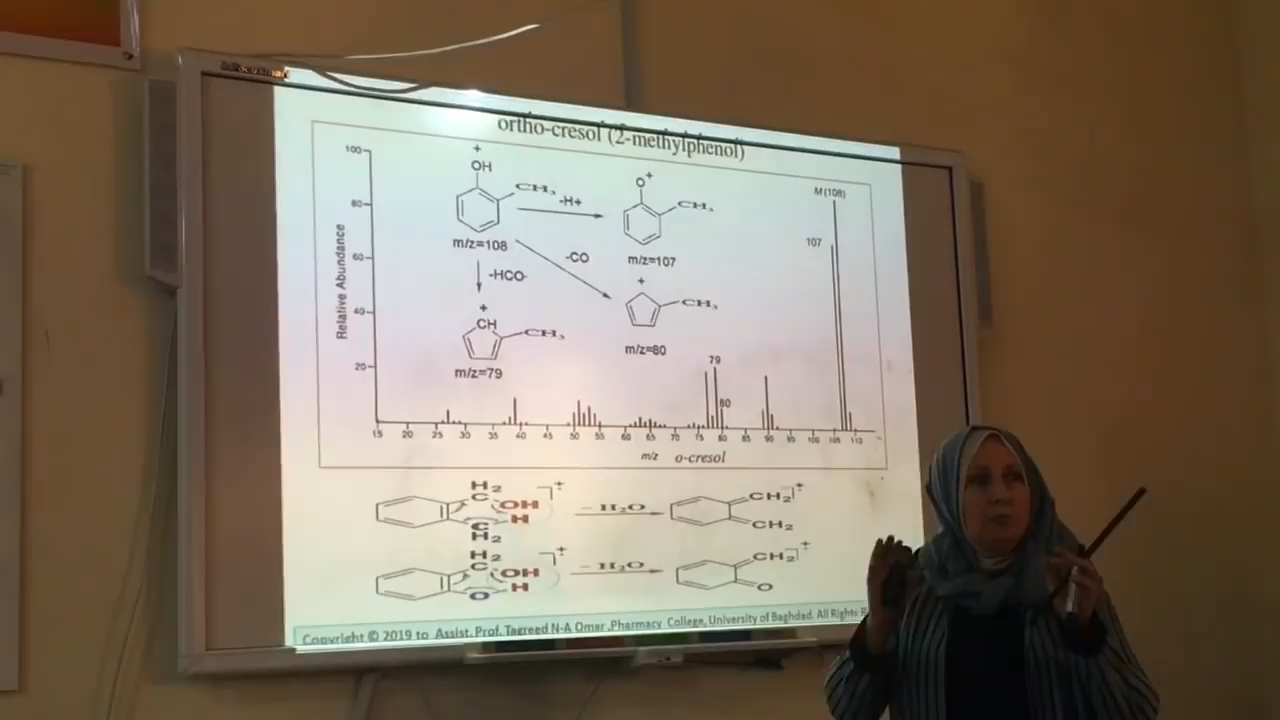 ortho-cresol (2-methylphenol)
100
80
60
40
20
Relative Abundance
+
OH
CH₃
m/z=108
-H+
O+
CH₃
m/z=107
-CO
-HCO·
+
CH
CH₃
m/z=79
+
CH₃
m/z=80
M (108)
107
79
80
15 20 25 30 35 40 45 50 55 60 65 70 75 80 85 90 95 100 105 110
m/z o-cresol
H₂
C
OH
H
C
H₂
− H₂O
CH₂
CH₂
H₂
C
OH
H
O
− H₂O
CH₂
O
Copyright © 2019 to Assist. Prof. Tagreed N-A Omar ,Pharmacy College, University of Baghdad. All Rights